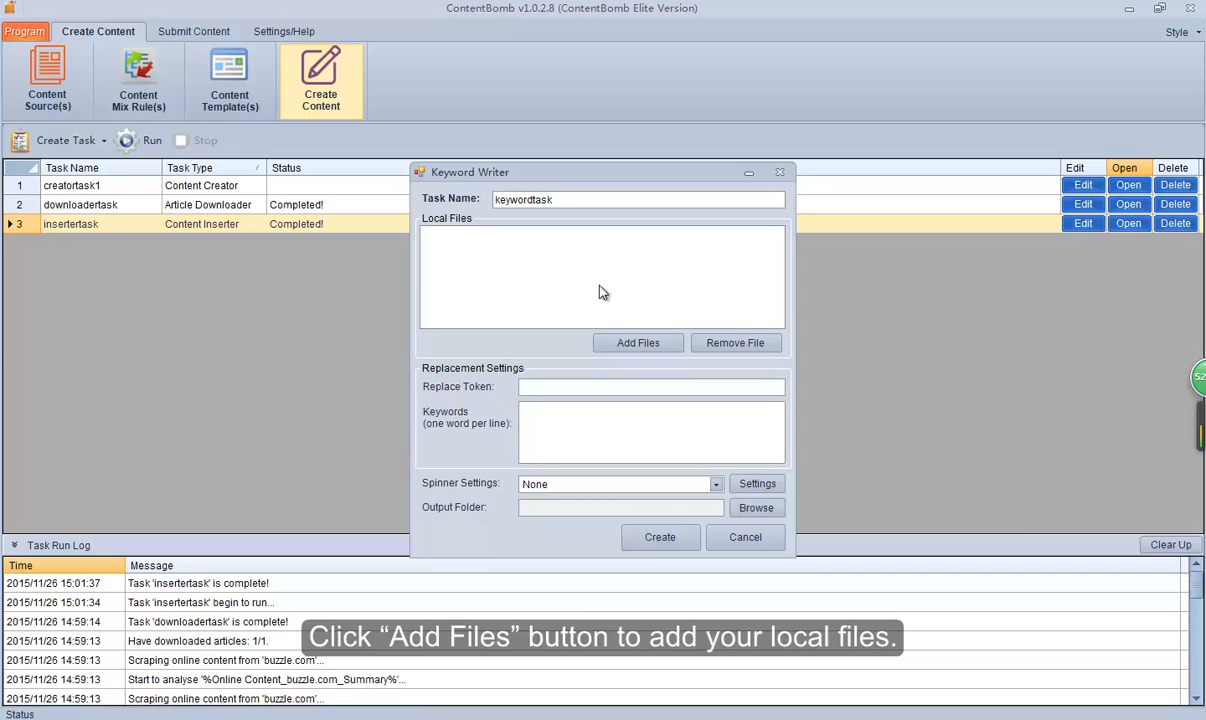 ContentBomb v1.0.2.8 (ContentBomb Elite Version)
Program Create Content Submit Content Settings/Help Style
Content Source(s)
Content Mix Rule(s)
Content Template(s)
Create Content
Create Task Run Stop
Task Name Task Type Status Edit Open Delete
1 creatortask1 Content Creator Edit Open Delete
2 downloadertask Article Downloader Completed! Edit Open Delete
3 insertertask Content Inserter Completed! Edit Open Delete
Keyword Writer
Task Name: keywordtask
Local Files
Add Files Remove File
Replacement Settings
Replace Token:
Keywords
(one word per line):
Spinner Settings: None Settings
Output Folder: Browse
Create Cancel
52
Task Run Log Clear Up
Time Message
2015/11/26 15:01:37 Task 'insertertask' is complete!
2015/11/26 15:01:34 Task 'insertertask' begin to run...
2015/11/26 14:59:14 Task 'downloadertask' is complete!
2015/11/26 14:59:13 Have downloaded articles: 1/1.
2015/11/26 14:59:13 Scraping online content from 'buzzle.com'...
2015/11/26 14:59:13 Start to analyse '%Online Content_buzzle.com_Summary%'...
2015/11/26 14:59:13 Scraping online content from 'buzzle.com'...
Click “Add Files” button to add your local files.
Status